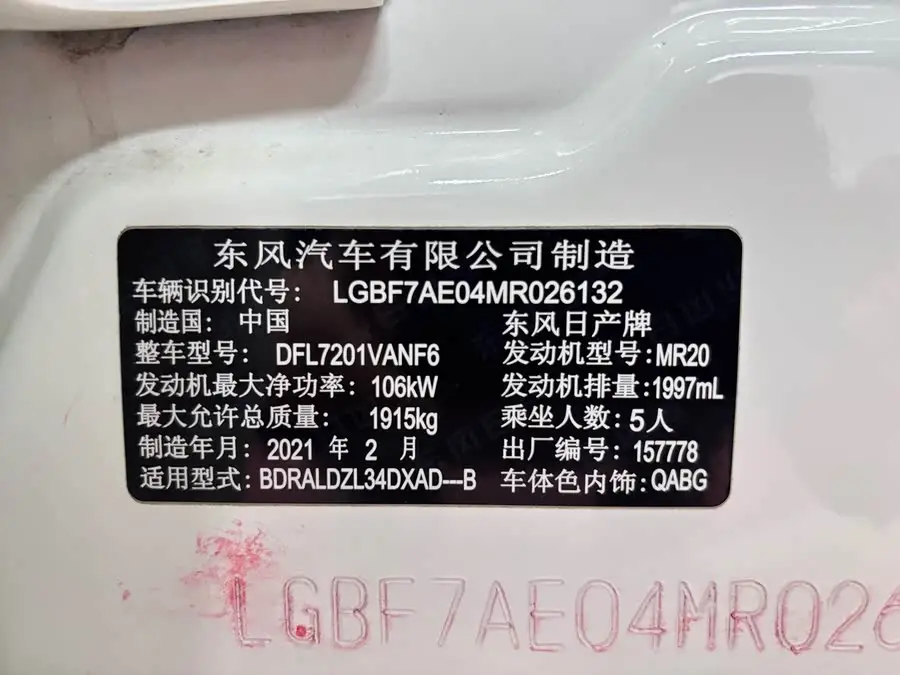 东风汽车有限公司制造
车辆识别代号： LGBF7AE04MR026132
制造国： 中国 东风日产牌
整车型号： DFL7201VANF6 发动机型号：MR20
发动机最大净功率： 106kW 发动机排量：1997mL
最大允许总质量： 1915kg 乘坐人数：5人
制造年月： 2021 年 2 月 出厂编号： 157778
适用型式：BDRALDZL34DXAD---B 车体色内饰：QABG
LGBF7AE04MR026